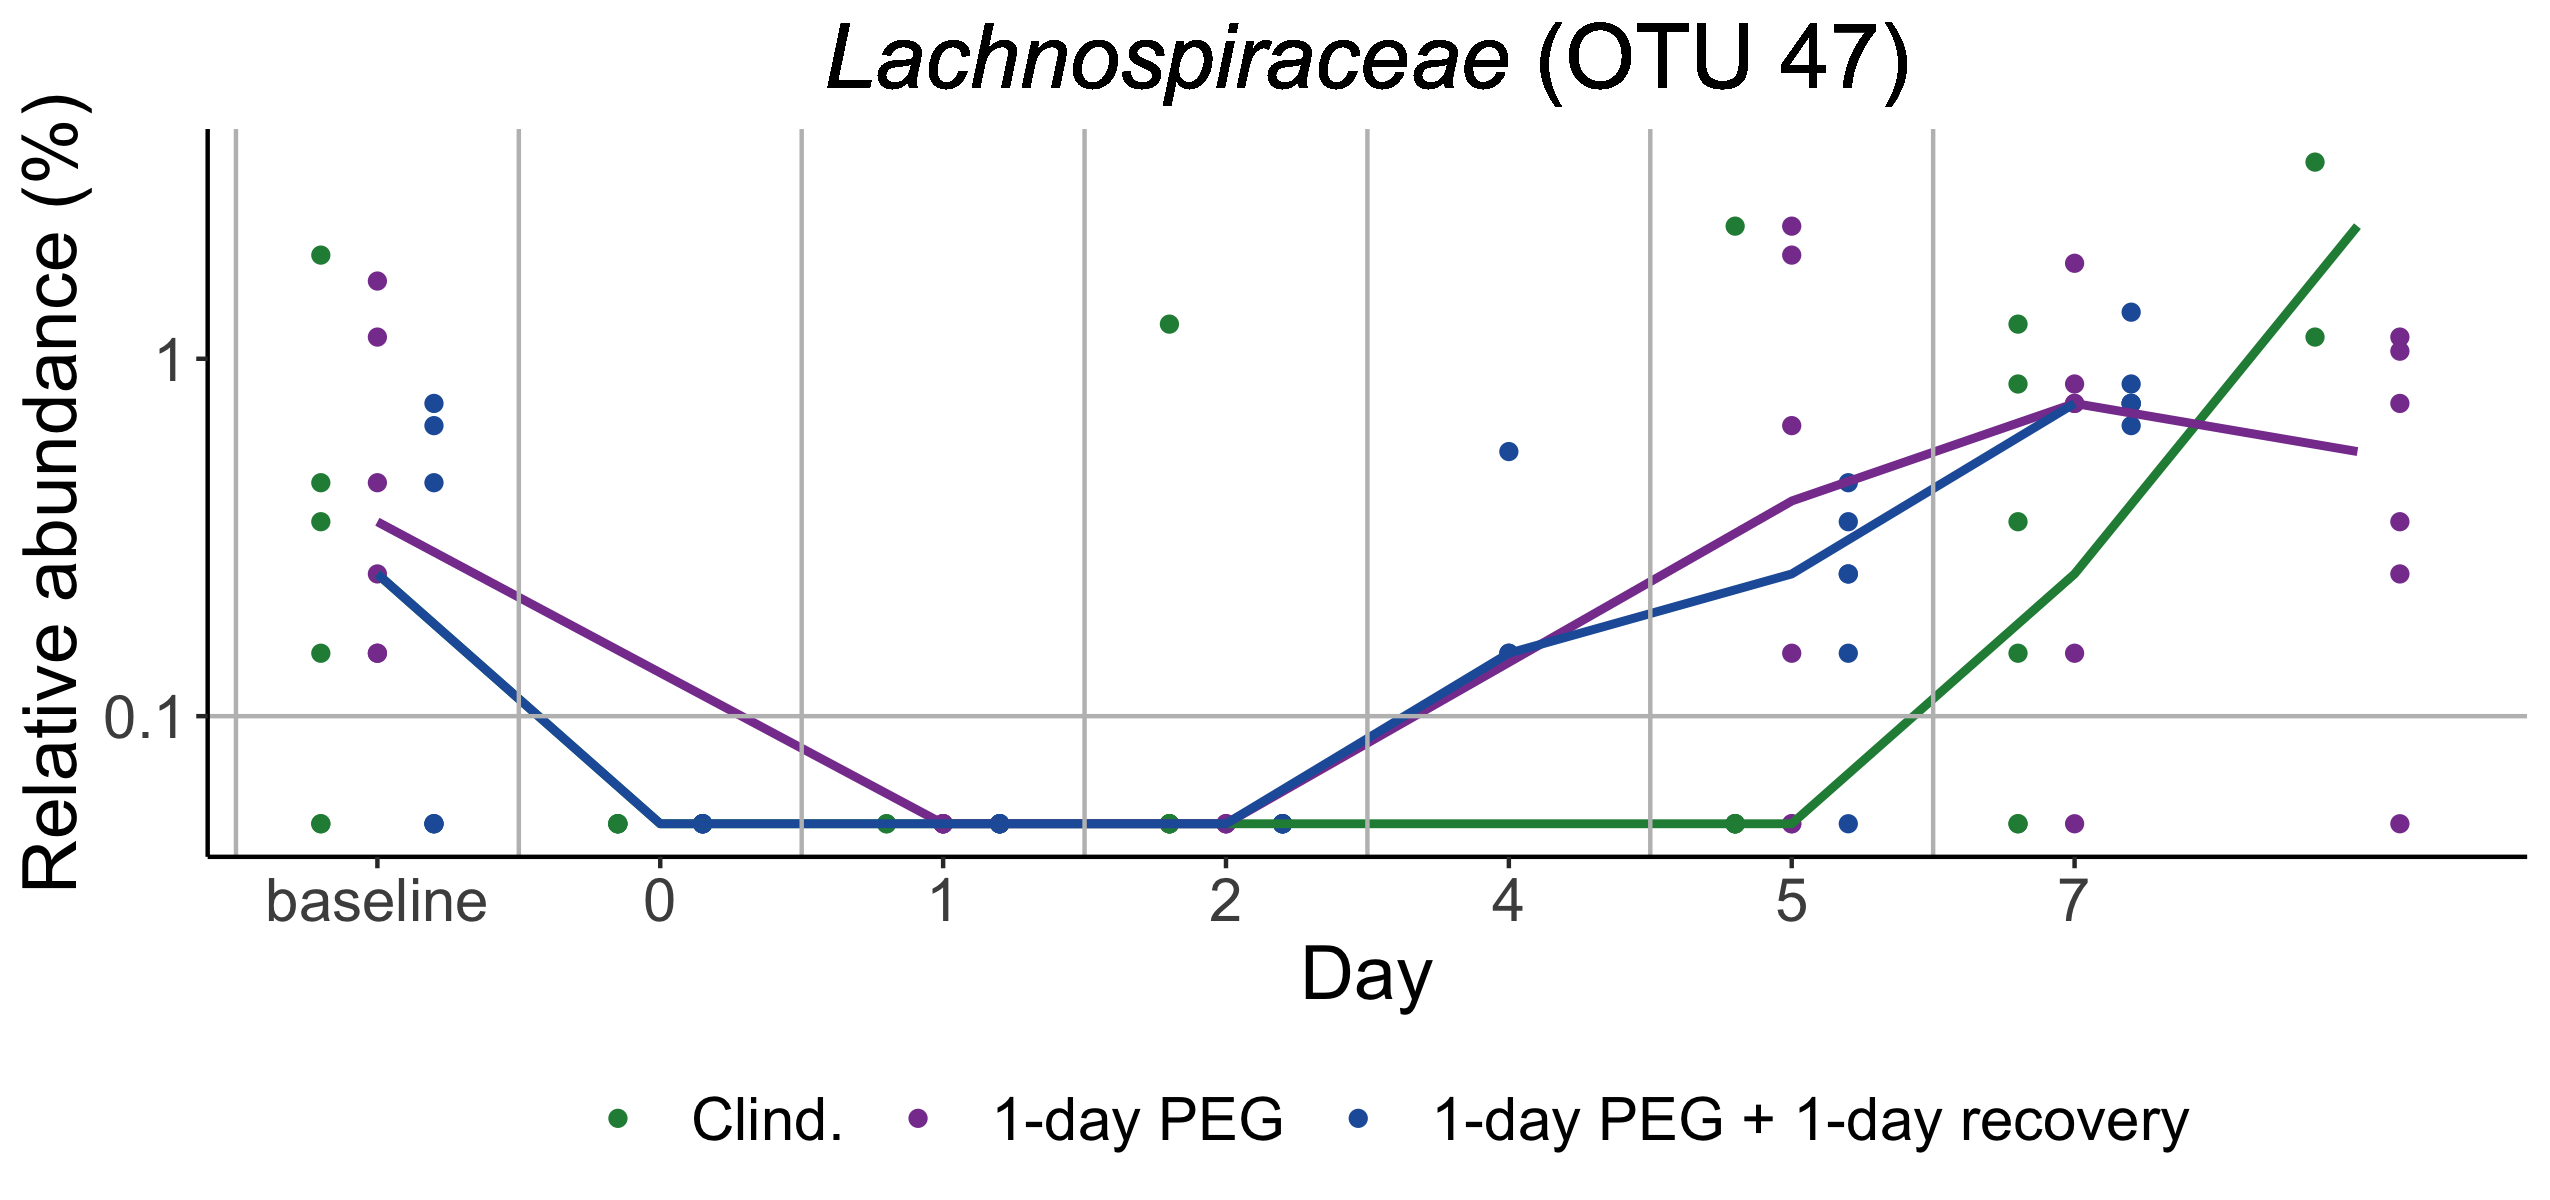 Lachnospiraceae (OTU 47)
Relative abundance (%)
1
0.1
baseline 0 1 2 4 5 7
Day
Clind. 1-day PEG 1-day PEG + 1-day recovery